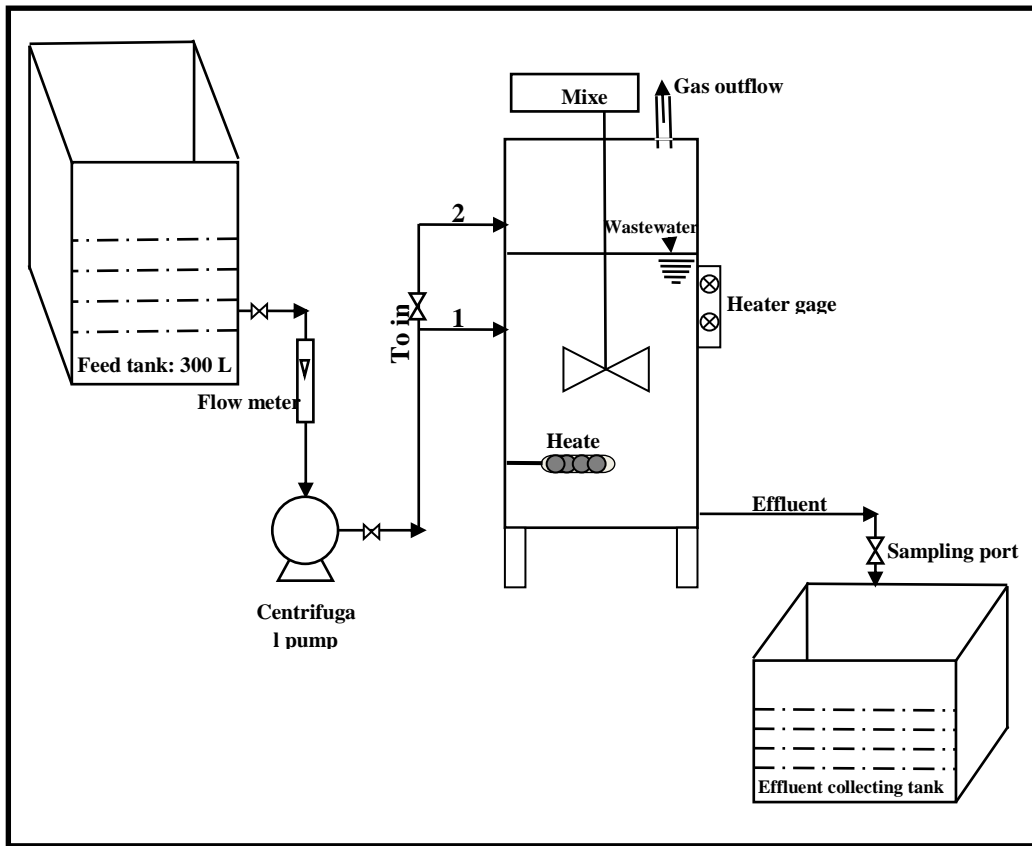 Mixe
Gas outflow
2
Wastewater
Heater gage
1
To in
Feed tank: 300 L
Flow meter
Heate
Effluent
Sampling port
Centrifuga
l pump
Effluent collecting tank